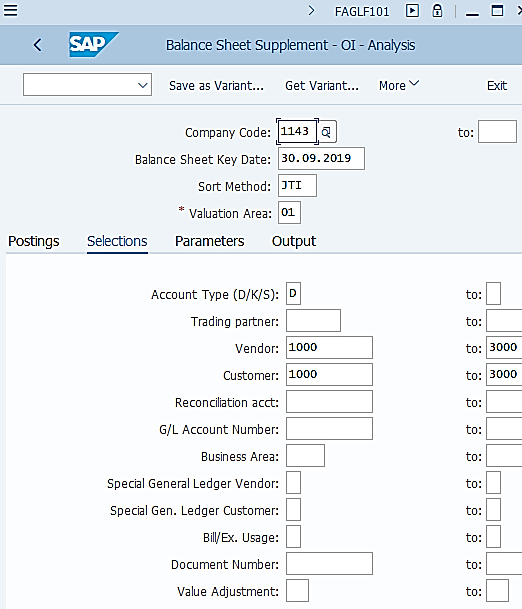 FAGLF101
SAP Balance Sheet Supplement - OI - Analysis
Save as Variant... Get Variant... More Exit
Company Code: 1143 to:
Balance Sheet Key Date: 30.09.2019
Sort Method: JTI
* Valuation Area: 01
Postings Selections Parameters Output
Account Type (D/K/S): D to:
Trading partner: to:
Vendor: 1000 to: 3000
Customer: 1000 to: 3000
Reconciliation acct: to:
G/L Account Number: to:
Business Area: to:
Special General Ledger Vendor: to:
Special Gen. Ledger Customer: to:
Bill/Ex. Usage: to:
Document Number: to:
Value Adjustment: to: